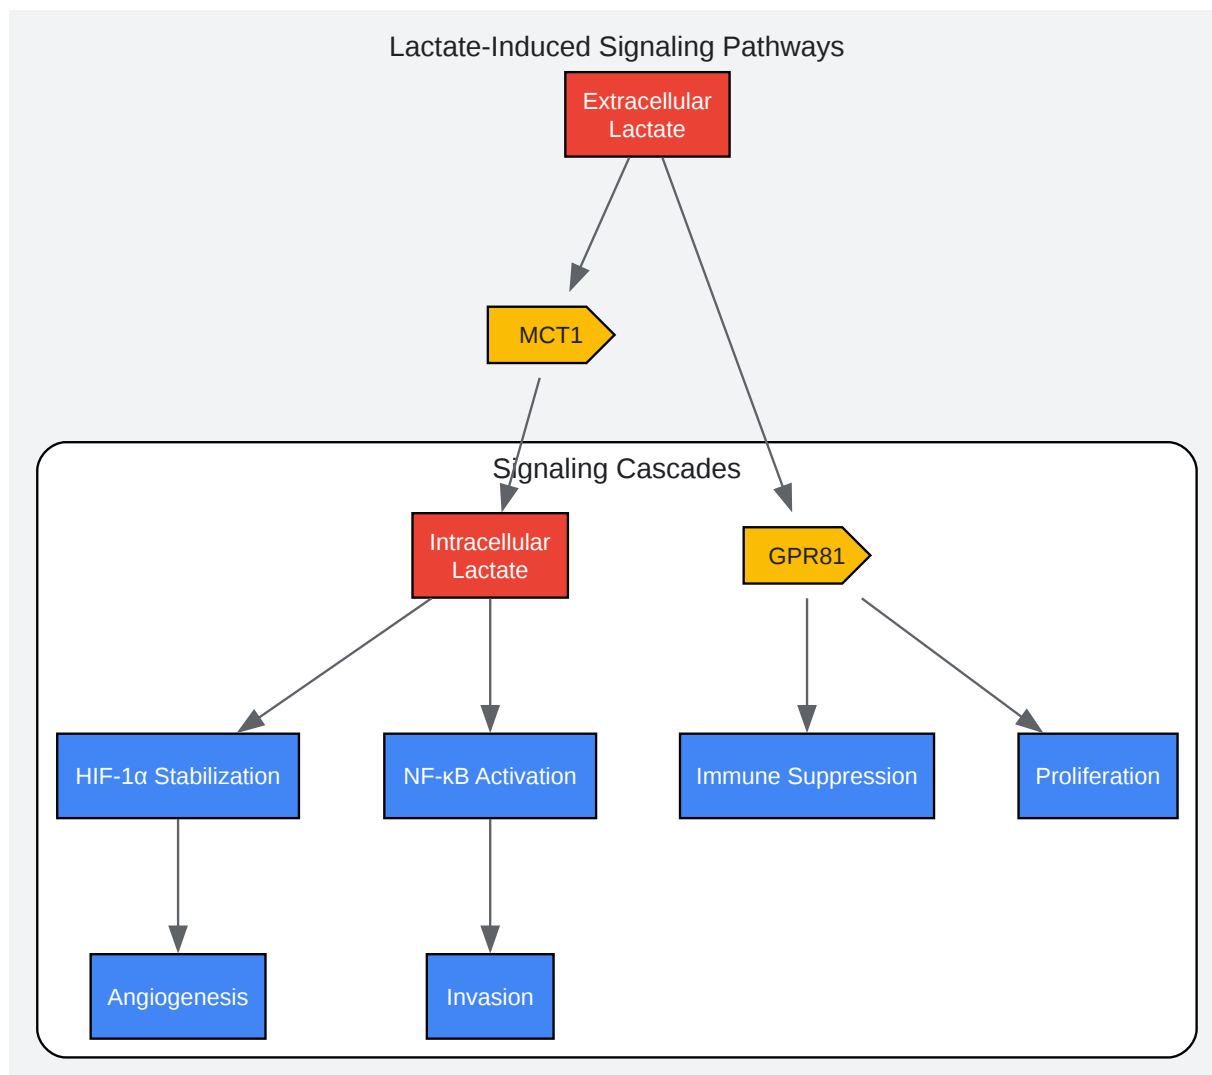 Lactate-Induced Signaling Pathways
Extracellular
Lactate
MCT1
Signaling Cascades
Intracellular
Lactate
GPR81
HIF-1α Stabilization
NF-κB Activation
Immune Suppression
Proliferation
Angiogenesis
Invasion